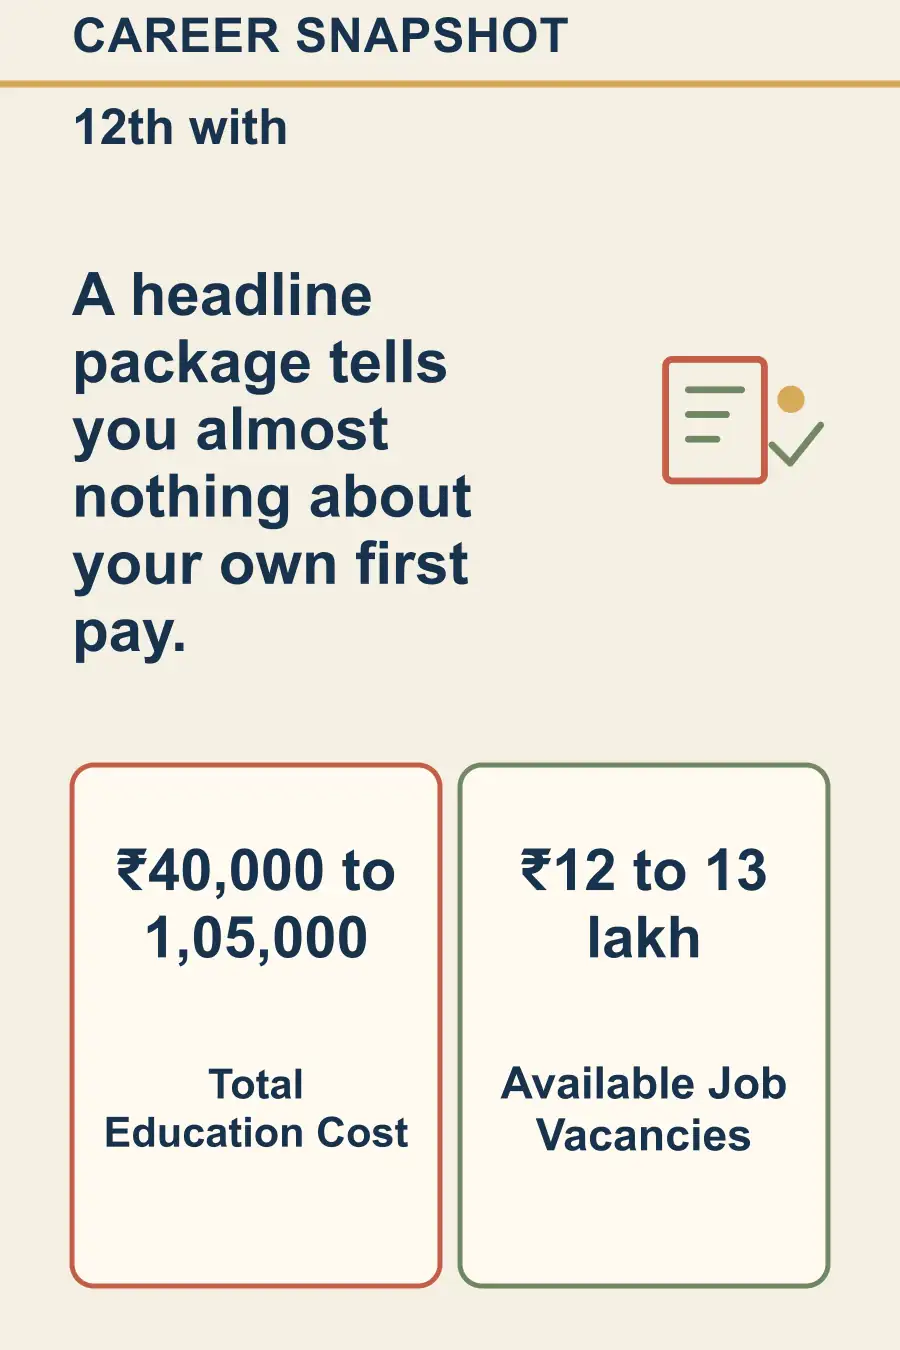 CAREER SNAPSHOT
12th with
A headline
package tells
you almost
nothing about
your own first
pay.
₹40,000 to
1,05,000
Total
Education Cost
₹12 to 13
lakh
Available Job
Vacancies